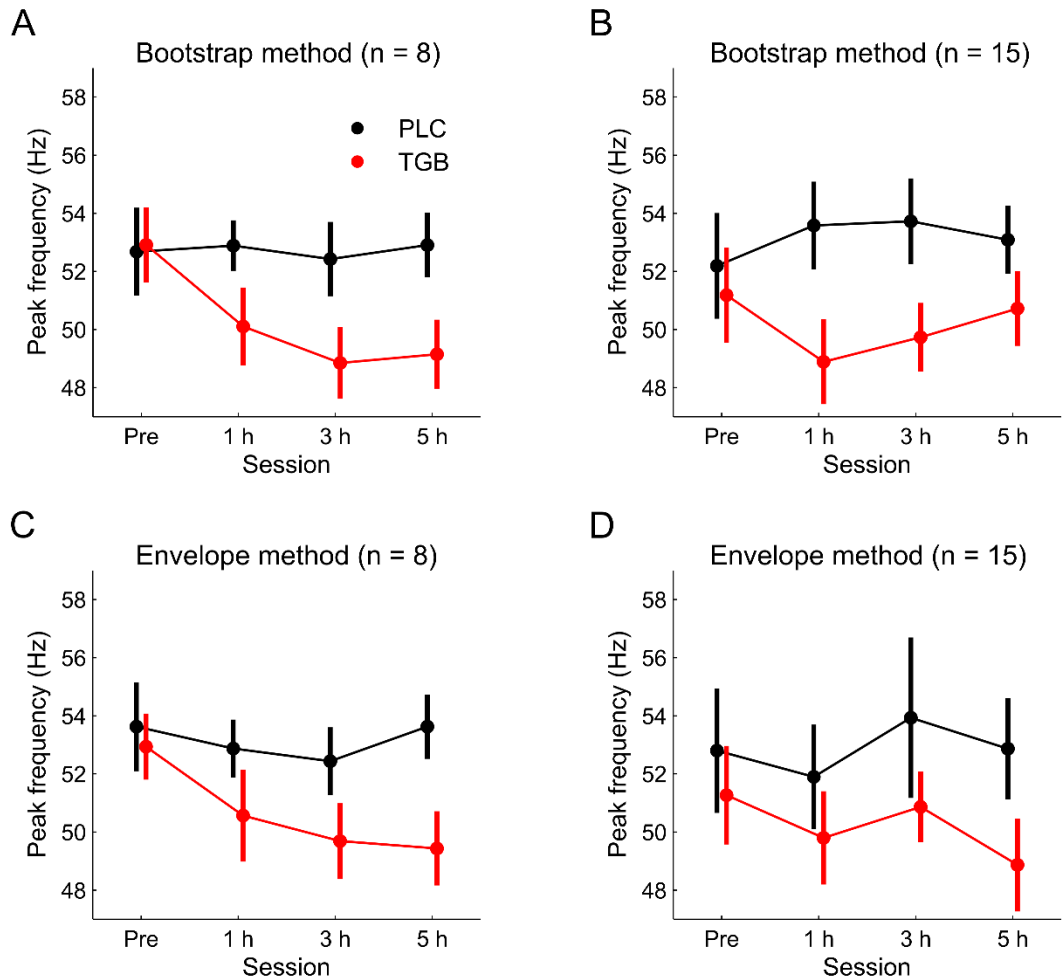 A
Bootstrap method (n = 8)
Peak frequency (Hz)
58
56
54
52
50
48
PLC
TGB
Pre 1 h 3 h 5 h
Session
B
Bootstrap method (n = 15)
Peak frequency (Hz)
58
56
54
52
50
48
Pre 1 h 3 h 5 h
Session
C
Envelope method (n = 8)
Peak frequency (Hz)
58
56
54
52
50
48
Pre 1 h 3 h 5 h
Session
D
Envelope method (n = 15)
Peak frequency (Hz)
58
56
54
52
50
48
Pre 1 h 3 h 5 h
Session